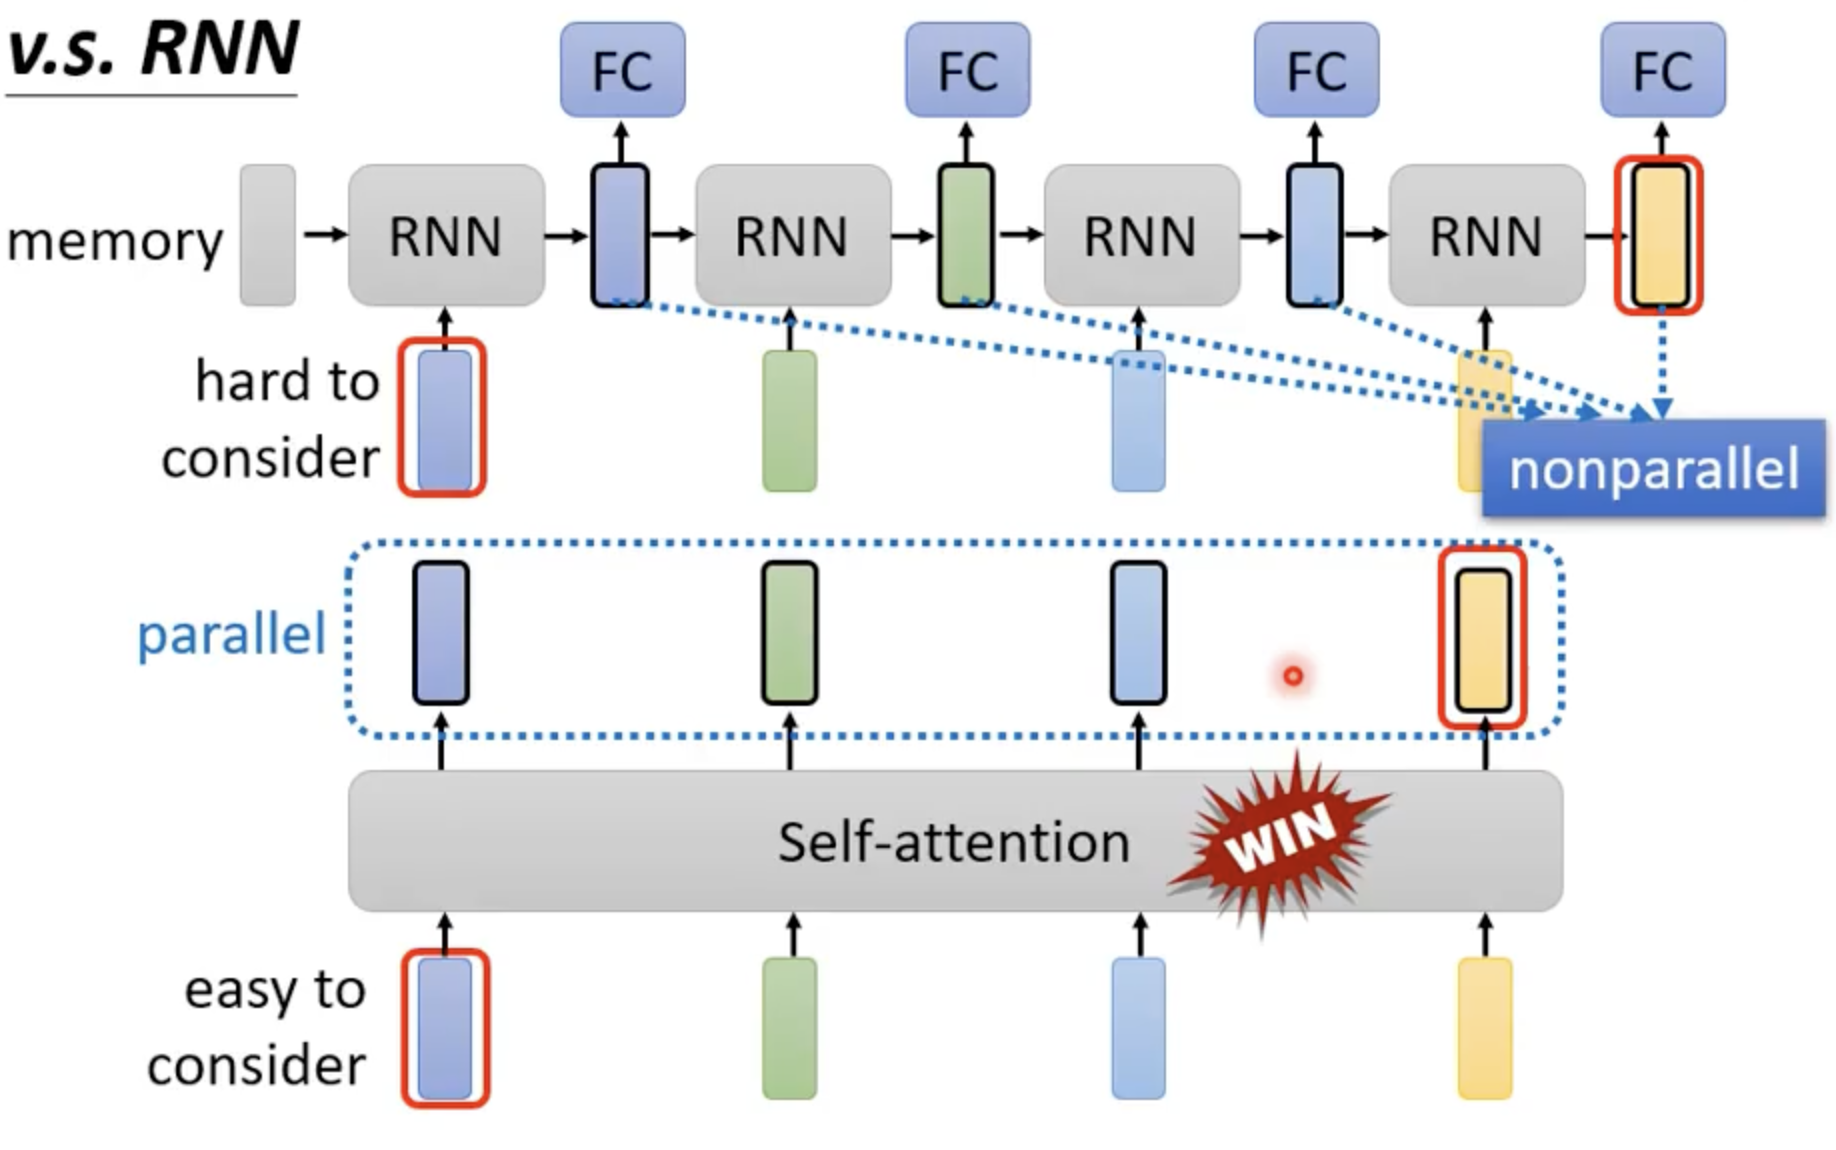 v.s. RNN
FC
FC
FC
FC
memory
RNN
RNN
RNN
RNN
hard to
consider
nonparallel
parallel
Self-attention
WIN
easy to
consider